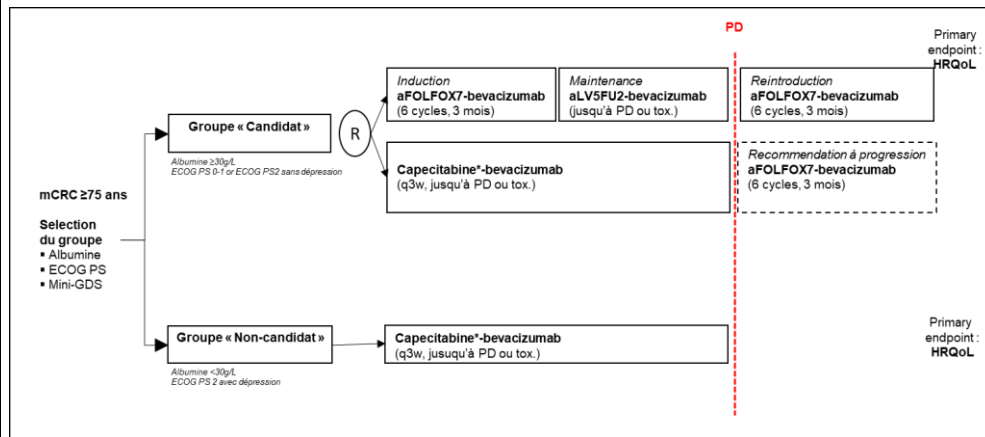 PD
Primary
endpoint :
HRQoL
Induction
aFOLFOX7-bevacizumab
(6 cycles, 3 mois)
Maintenance
aLV5FU2-bevacizumab
(jusqu'à PD ou tox.)
Reintroduction
aFOLFOX7-bevacizumab
(6 cycles, 3 mois)
Groupe « Candidat »
R
Albumine ≥30g/L
ECOG PS 0-1 or ECOG PS2 sans dépression
Capecitabine*-bevacizumab
(q3w, jusqu'à PD ou tox.)
Recommendation à progression
aFOLFOX7-bevacizumab
(6 cycles, 3 mois)
mCRC ≥75 ans
Selection
du groupe
▪ Albumine
▪ ECOG PS
▪ Mini-GDS
Groupe « Non-candidat »
Albumine <30g/L
ECOG PS 2 avec dépression
Capecitabine*-bevacizumab
(q3w, jusuqu'à PD ou tox.)
Primary
endpoint :
HRQoL